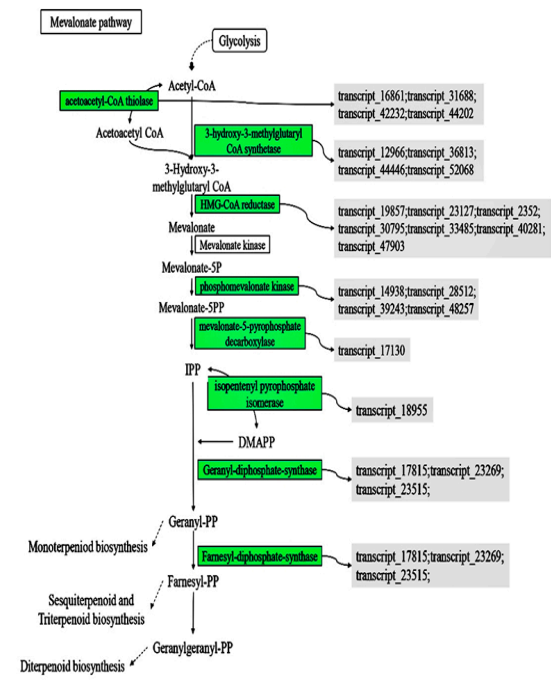 Mevalonate pathway
Glycolysis
Acetyl-CoA
acetoacetyl-CoA thiolase
transcript_16861;transcript_31688;
transcript_42232;transcript_44202
Acetoacetyl CoA
3-hydroxy-3-methylglutaryl
CoA synthetase
transcript_12966;transcript_36813;
transcript_44446;transcript_52068
3-Hydroxy-3-
methylglutaryl CoA
HMG-CoA reductase
transcript_19857;transcript_23127;transcript_2352;
transcript_30795;transcript_33485;transcript_40281;
transcript_47903
Mevalonate
Mevalonate kinase
Mevalonate-5P
phosphomevalonate kinase
transcript_14938;transcript_28512;
transcript_39243;transcript_48257
Mevalonate-5PP
mevalonate-5-pyrophosphate
decarboxylase
transcript_17130
IPP
isopentenyl pyrophosphate
isomerase
transcript_18955
DMAPP
Geranyl-diphosphate-synthase
transcript_17815;transcript_23269;
transcript_23515;
Geranyl-PP
Monoterpeniod biosynthesis
Farnesyl-diphosphate-synthase
transcript_17815;transcript_23269;
transcript_23515;
Farnesyl-PP
Sesquiterpenoid and
Triterpenoid biosynthesis
Geranylgeranyl-PP
Diterpenoid biosynthesis